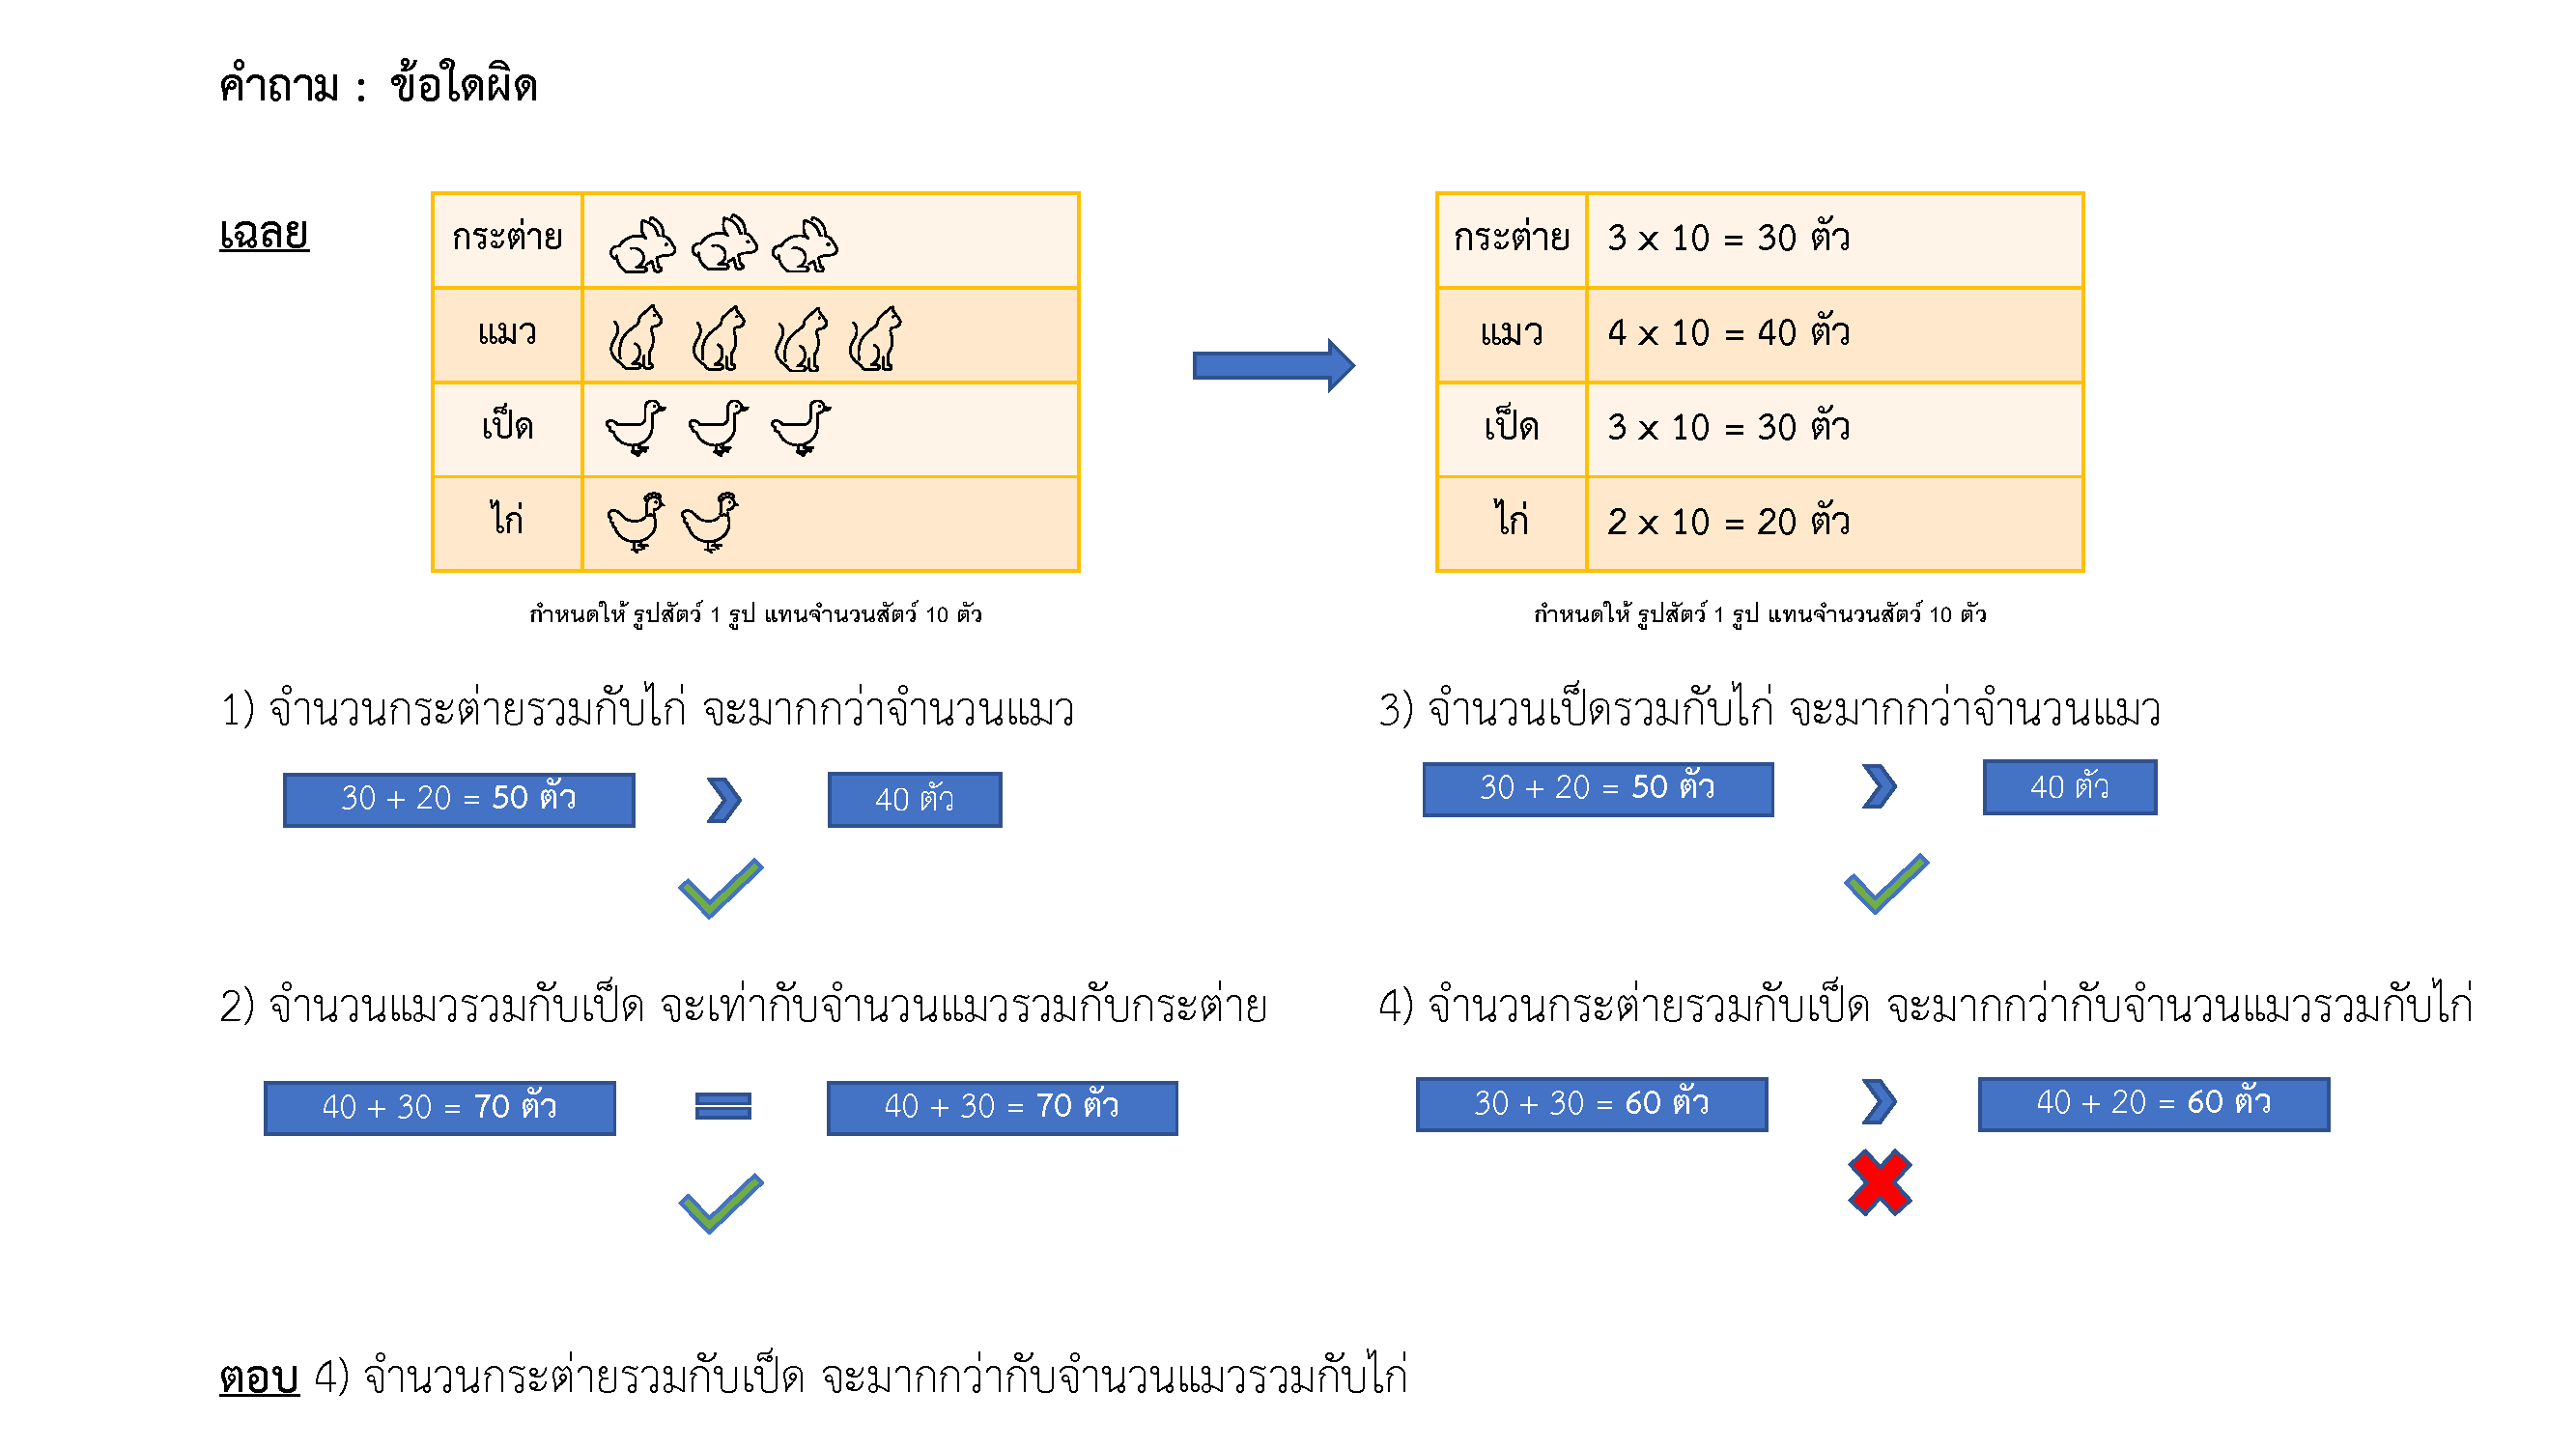 คำถาม : ข้อใดผิด
เฉลย
กระต่าย
แมว
เป็ด
ไก่
กำหนดให้ รูปสัตว์ 1 รูป แทนจำนวนสัตว์ 10 ตัว
กระต่าย 3 x 10 = 30 ตัว
แมว 4 x 10 = 40 ตัว
เป็ด 3 x 10 = 30 ตัว
ไก่ 2 x 10 = 20 ตัว
กำหนดให้ รูปสัตว์ 1 รูป แทนจำนวนสัตว์ 10 ตัว
1) จำนวนกระต่ายรวมกับไก่ จะมากกว่าจำนวนแมว
30 + 20 = 50 ตัว
40 ตัว
2) จำนวนแมวรวมกับเป็ด จะเท่ากับจำนวนแมวรวมกับกระต่าย
40 + 30 = 70 ตัว
40 + 30 = 70 ตัว
3) จำนวนเป็ดรวมกับไก่ จะมากกว่าจำนวนแมว
30 + 20 = 50 ตัว
40 ตัว
4) จำนวนกระต่ายรวมกับเป็ด จะมากกว่ากับจำนวนแมวรวมกับไก่
30 + 30 = 60 ตัว
40 + 20 = 60 ตัว
ตอบ 4) จำนวนกระต่ายรวมกับเป็ด จะมากกว่ากับจำนวนแมวรวมกับไก่